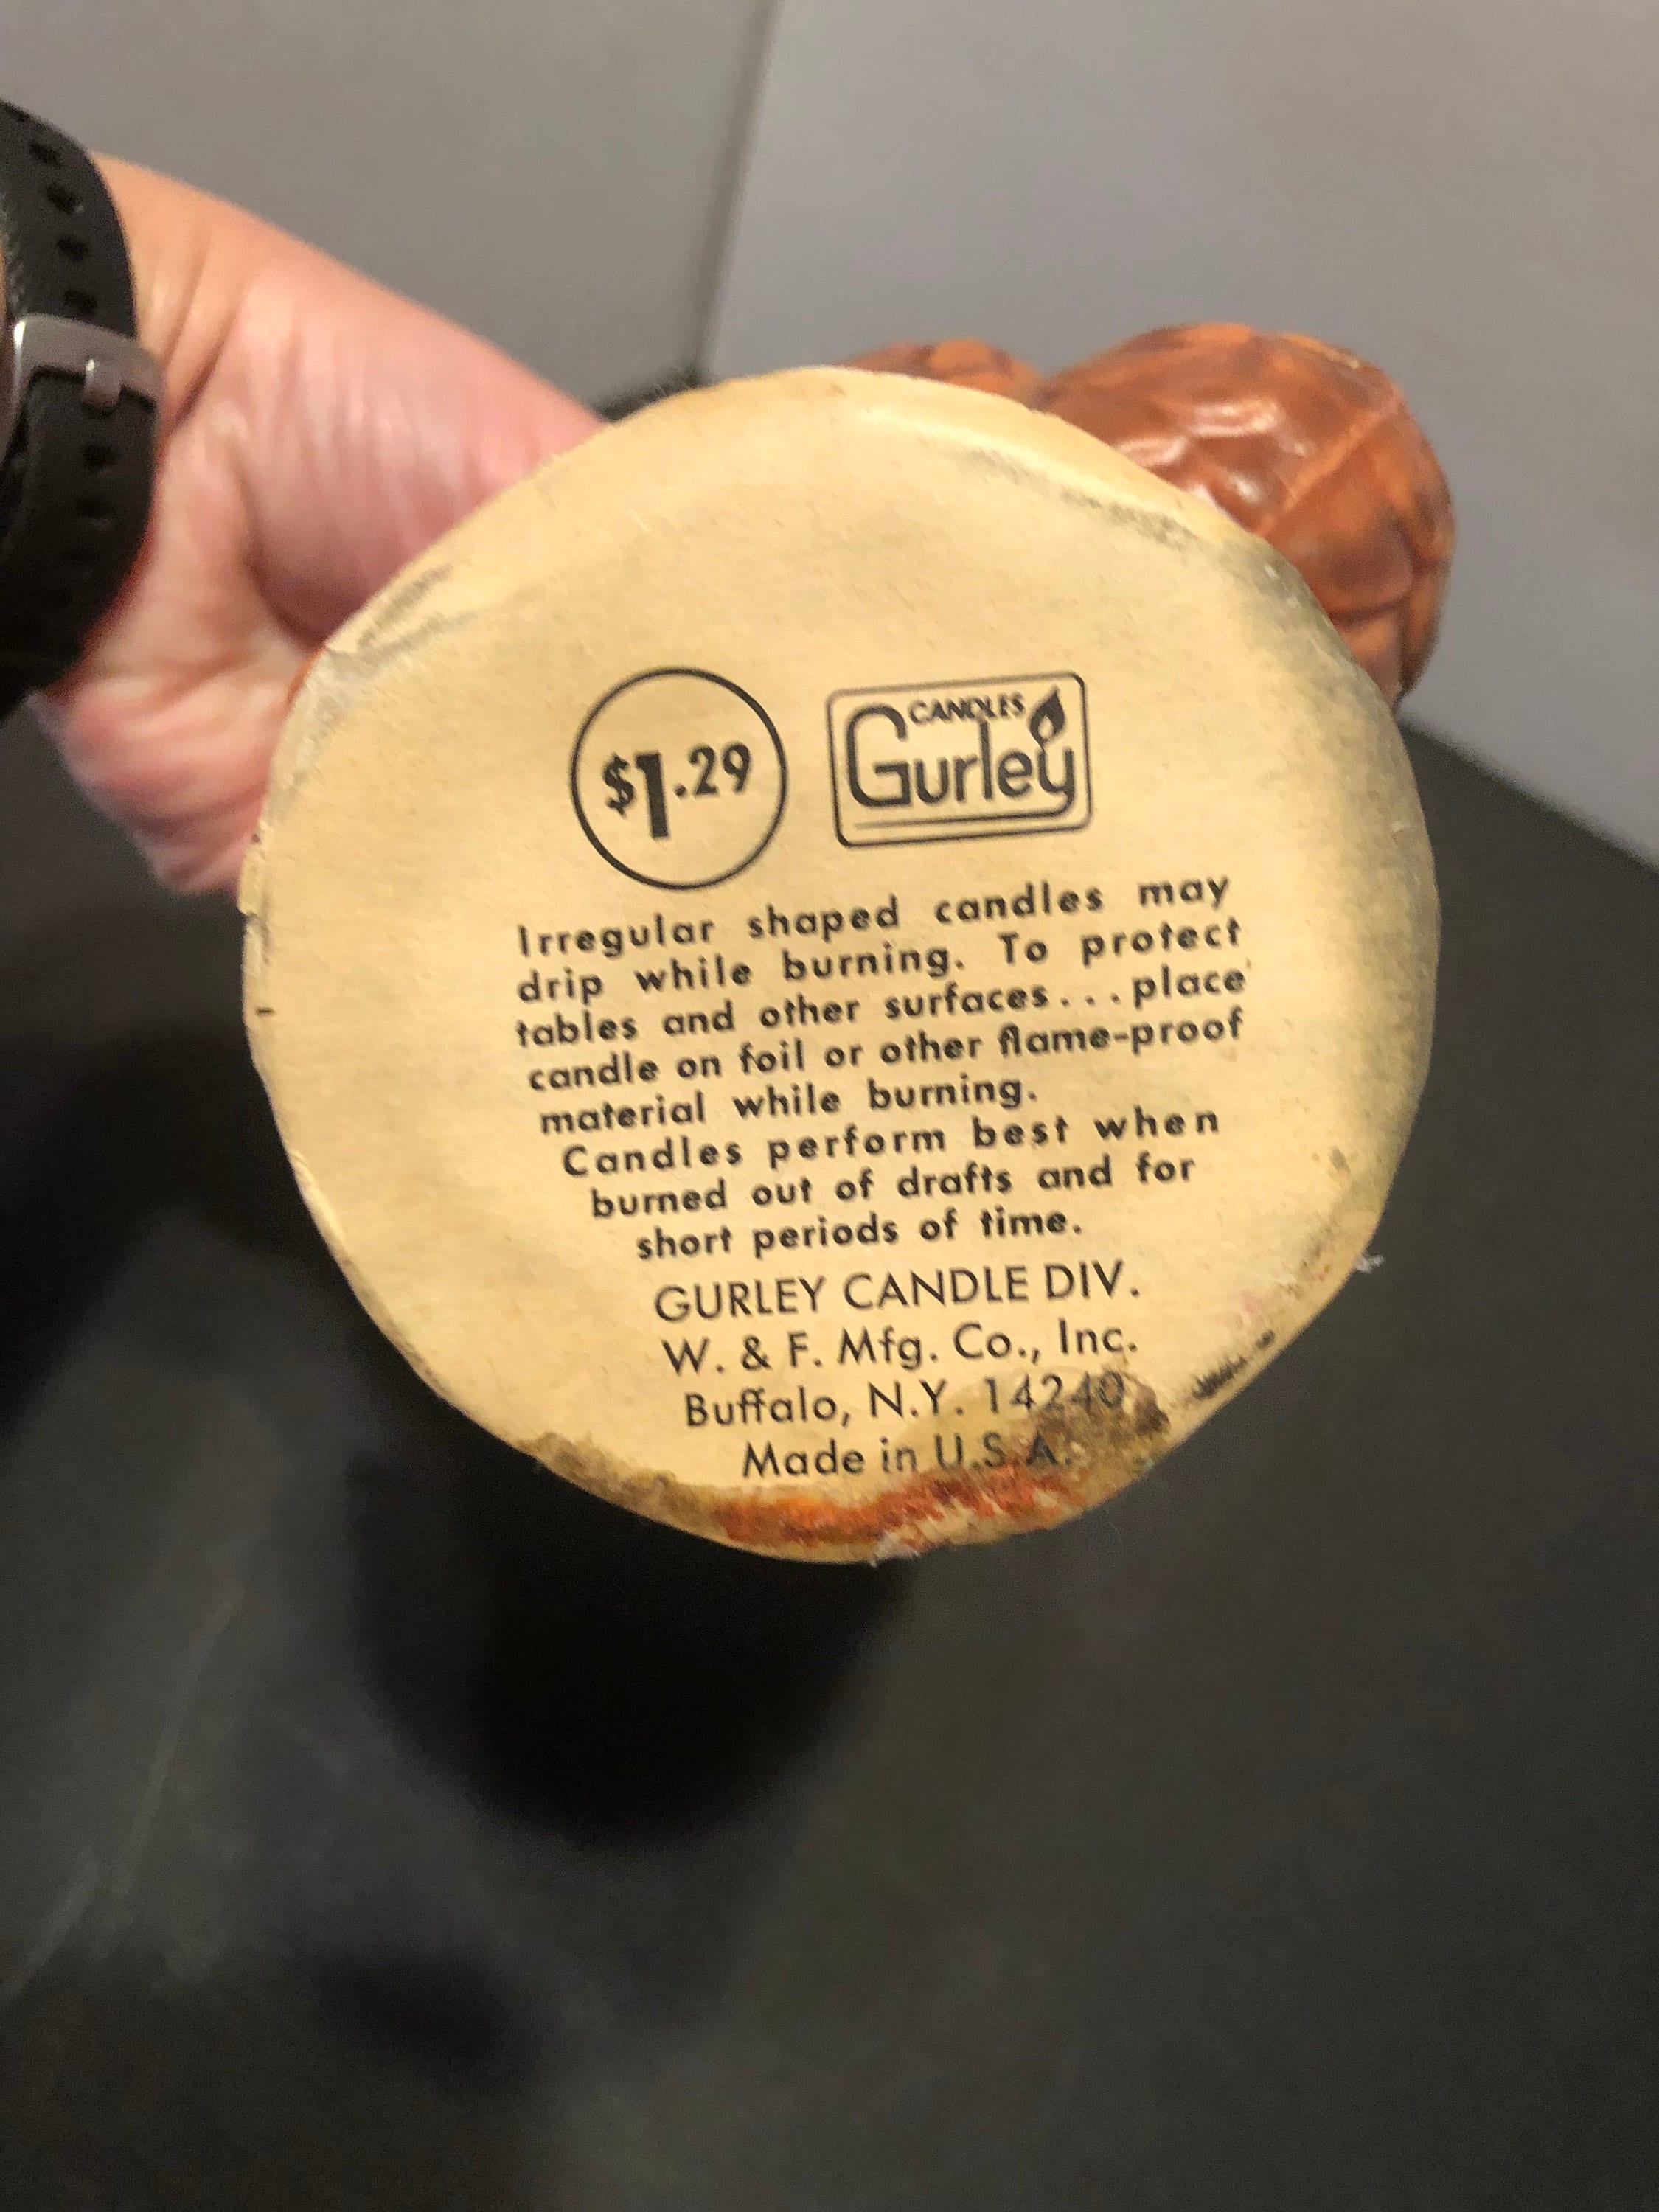 $1.29
CANDLES
Gurley
Irregular shaped candles may
drip while burning. To protect
tables and other surfaces...place
candle on foil or other flame-proof
material while burning.
Candles perform best when
burned out of drafts and for
short periods of time.
GURLEY CANDLE DIV.
W. & F. Mfg. Co., Inc.
Buffalo, N.Y. 14240
Made in U.S.A.